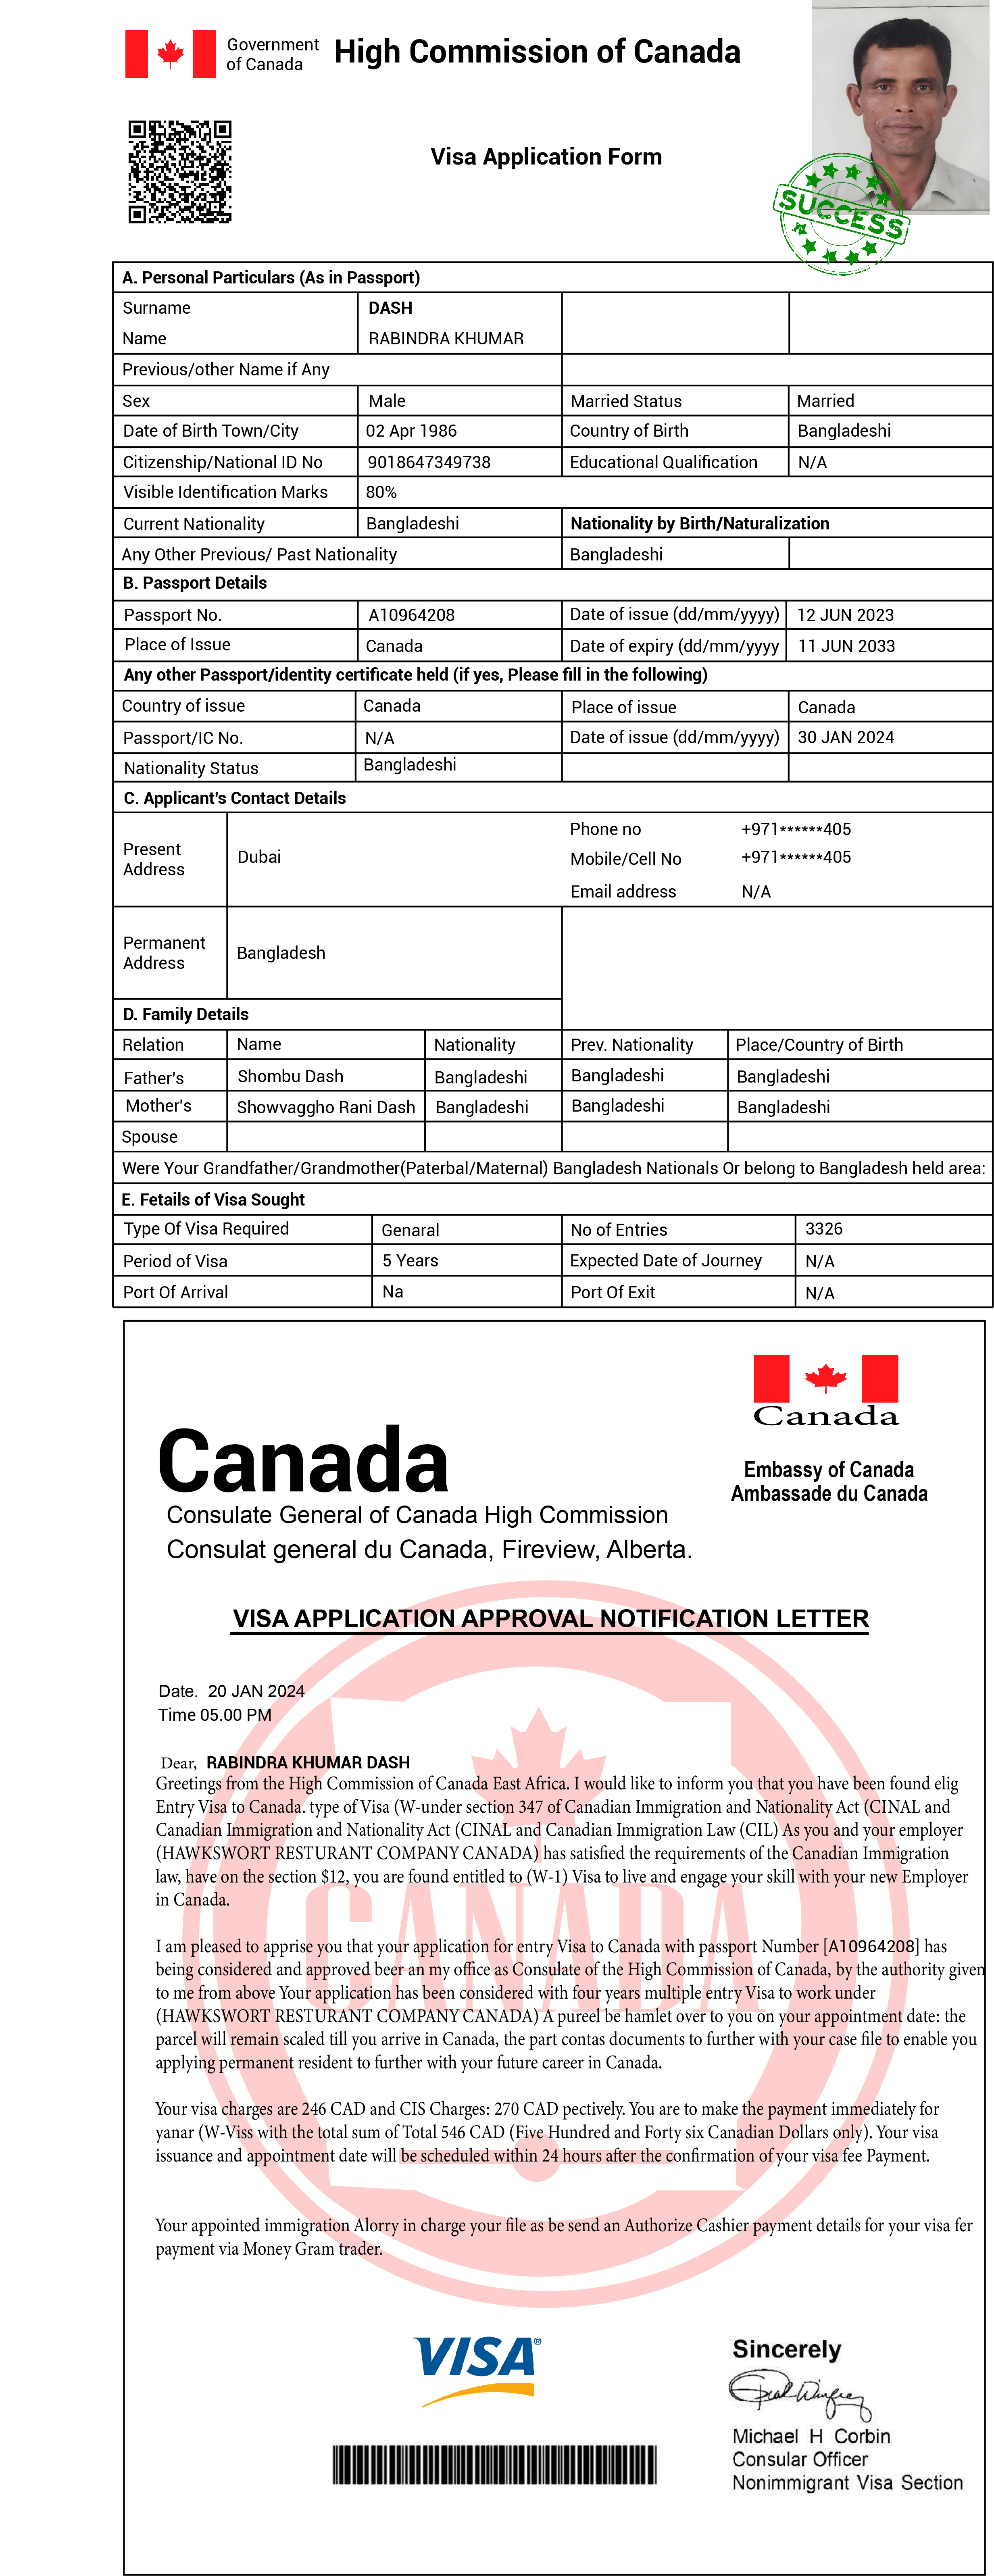 Government
of Canada
High Commission of Canada
Visa Application Form
SUCCESS
A. Personal Particulars (As in Passport)
Surname DASH
Name RABINDRA KHUMAR
Previous/other Name if Any
Sex Male Married Status Married
Date of Birth Town/City 02 Apr 1986 Country of Birth Bangladeshi
Citizenship/National ID No 9018647349738 Educational Qualification N/A
Visible Identification Marks 80%
Current Nationality Bangladeshi Nationality by Birth/Naturalization
Any Other Previous/ Past Nationality Bangladeshi
B. Passport Details
Passport No. A10964208 Date of issue (dd/mm/yyyy) 12 JUN 2023
Place of Issue Canada Date of expiry (dd/mm/yyyy 11 JUN 2033
Any other Passport/identity certificate held (if yes, Please fill in the following)
Country of issue Canada Place of issue Canada
Passport/IC No. N/A Date of issue (dd/mm/yyyy) 30 JAN 2024
Nationality Status Bangladeshi
C. Applicant's Contact Details
Present
Address
Dubai
Phone no +971******405
Mobile/Cell No +971******405
Email address N/A
Permanent
Address
Bangladesh
D. Family Details
Relation Name Nationality Prev. Nationality Place/Country of Birth
Father's Shombu Dash Bangladeshi Bangladeshi Bangladeshi
Mother's Showvaggho Rani Dash Bangladeshi Bangladeshi Bangladeshi
Spouse
Were Your Grandfather/Grandmother(Paterbal/Maternal) Bangladesh Nationals Or belong to Bangladesh held area:
E. Fetails of Visa Sought
Type Of Visa Required Genaral No of Entries 3326
Period of Visa 5 Years Expected Date of Journey N/A
Port Of Arrival Na Port Of Exit N/A
Canada
Embassy of Canada
Ambassade du Canada
Canada
Consulate General of Canada High Commission
Consulat general du Canada, Fireview, Alberta.
VISA APPLICATION APPROVAL NOTIFICATION LETTER
Date. 20 JAN 2024
Time 05.00 PM
Dear, RABINDRA KHUMAR DASH
Greetings from the High Commission of Canada East Africa. I would like to inform you that you have been found elig
Entry Visa to Canada. type of Visa (W-under section 347 of Canadian Immigration and Nationality Act (CINAL and
Canadian Immigration and Nationality Act (CINAL and Canadian Immigration Law (CIL) As you and your employer
(HAWKSWORT RESTURANT COMPANY CANADA) has satisfied the requirements of the Canadian Immigration
law, have on the section $12, you are found entitled to (W-1) Visa to live and engage your skill with your new Employer
in Canada.
CANADA
I am pleased to apprise you that your application for entry Visa to Canada with passport Number [A10964208] has
being considered and approved beer an my office as Consulate of the High Commission of Canada, by the authority given
to me from above Your application has been considered with four years multiple entry Visa to work under
(HAWKSWORT RESTURANT COMPANY CANADA) A pureel be hamlet over to you on your appointment date: the
parcel will remain scaled till you arrive in Canada, the part contas documents to further with your case file to enable you
applying permanent resident to further with your future career in Canada.
Your visa charges are 246 CAD and CIS Charges: 270 CAD pectively. You are to make the payment immediately for
yanar (W-Viss with the total sum of Total 546 CAD (Five Hundred and Forty six Canadian Dollars only). Your visa
issuance and appointment date will be scheduled within 24 hours after the confirmation of your visa fee Payment.
Your appointed immigration Alorry in charge your file as be send an Authorize Cashier payment details for your visa fer
payment via Money Gram trader.
VISA®
Sincerely
Michael H Corbin
Consular Officer
Nonimmigrant Visa Section